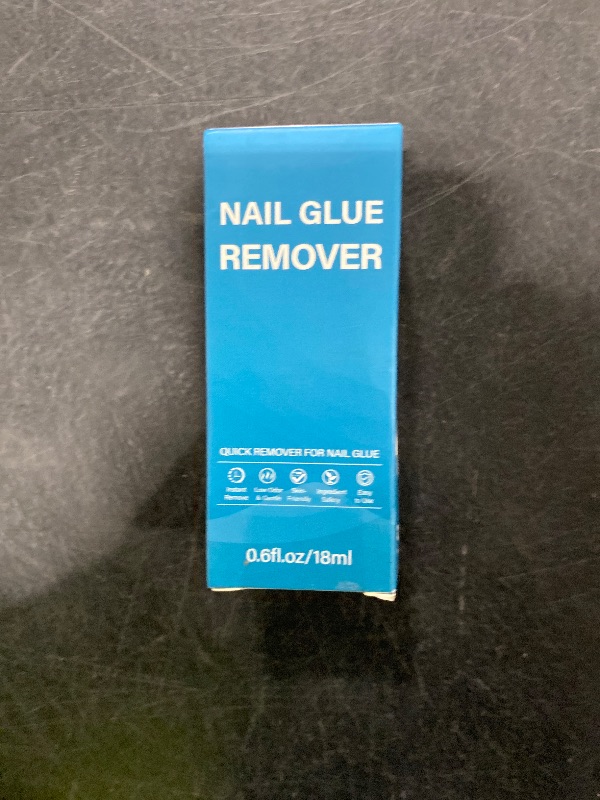 NAIL GLUE
REMOVER
QUICK REMOVER FOR NAIL GLUE
Instant Low Odor Skin- Ingredient Easy
Remove & Gentle Friendly Safety to Use
0.6fl.oz/18ml